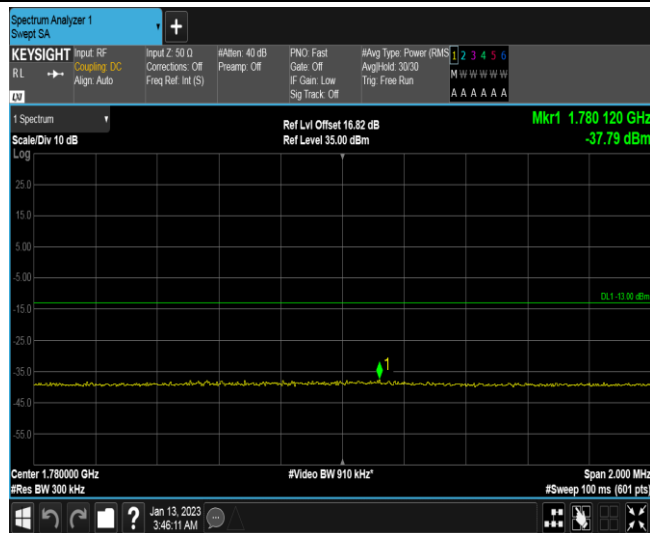 Spectrum Analyzer 1
Swept SA
+
KEYSIGHT
RL
Input: RF
Coupling: DC
Align: Auto
Input Z: 50 Ω
Corrections: Off
Freq Ref: Int (S)
#Atten: 40 dB
Preamp: Off
PNO: Fast
Gate: Off
IF Gain: Low
Sig Track: Off
#Avg Type: Power (RMS
Avg|Hold: 30/30
Trig: Free Run
1 2 3 4 5 6
M W W W W W
A A A A A A
LXI
1 Spectrum
Scale/Div 10 dB
Ref Lvl Offset 16.82 dB
Ref Level 35.00 dBm
Mkr1 1.780 120 GHz
-37.79 dBm
Log
25.0
15.0
5.00
-5.00
DL1 -13.00 dBm
-15.0
-25.0
1
-35.0
-45.0
-55.0
Center 1.780000 GHz
#Video BW 910 kHz*
Span 2.000 MHz
#Res BW 300 kHz
#Sweep 100 ms (601 pts)
?
Jan 13, 2023
3:46:11 AM